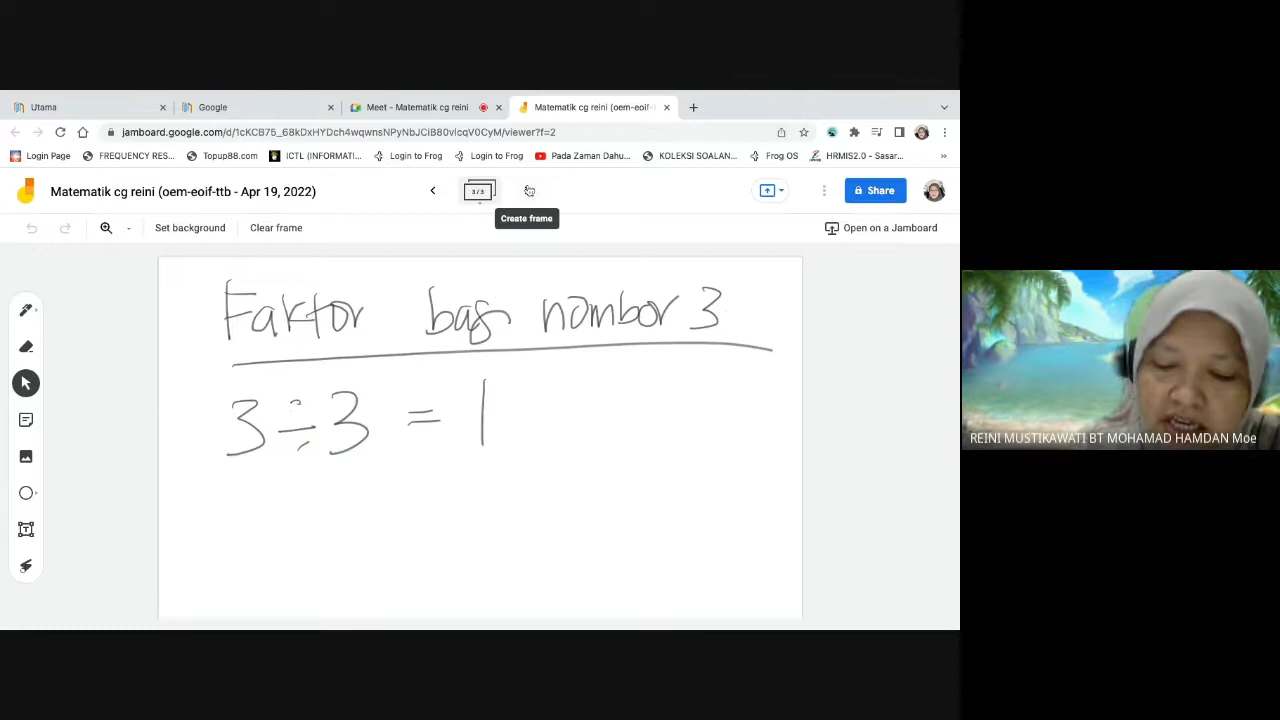 Utama
Google
Meet - Matematik cg reini
Matematik cg reini (oem-eoif-t
jamboard.google.com/d/1cKCB75_68kDxHYDch4wqwnsNPyNbJCiB80vlcqV0CyM/viewer?f=2
Login Page
FREQUENCY RES...
Topup88.com
ICTL (INFORMATI...
Login to Frog
Login to Frog
Pada Zaman Dahu...
KOLEKSI SOALAN...
Frog OS
HRMIS2.0 - Sasar...
»
Matematik cg reini (oem-eoif-ttb - Apr 19, 2022)
3/3
Share
Create frame
Set background
Clear frame
Open on a Jamboard
Faktor bagi nombor 3
3 ÷ 3 = 1
REINI MUSTIKAWATI BT MOHAMAD HAMDAN Moe